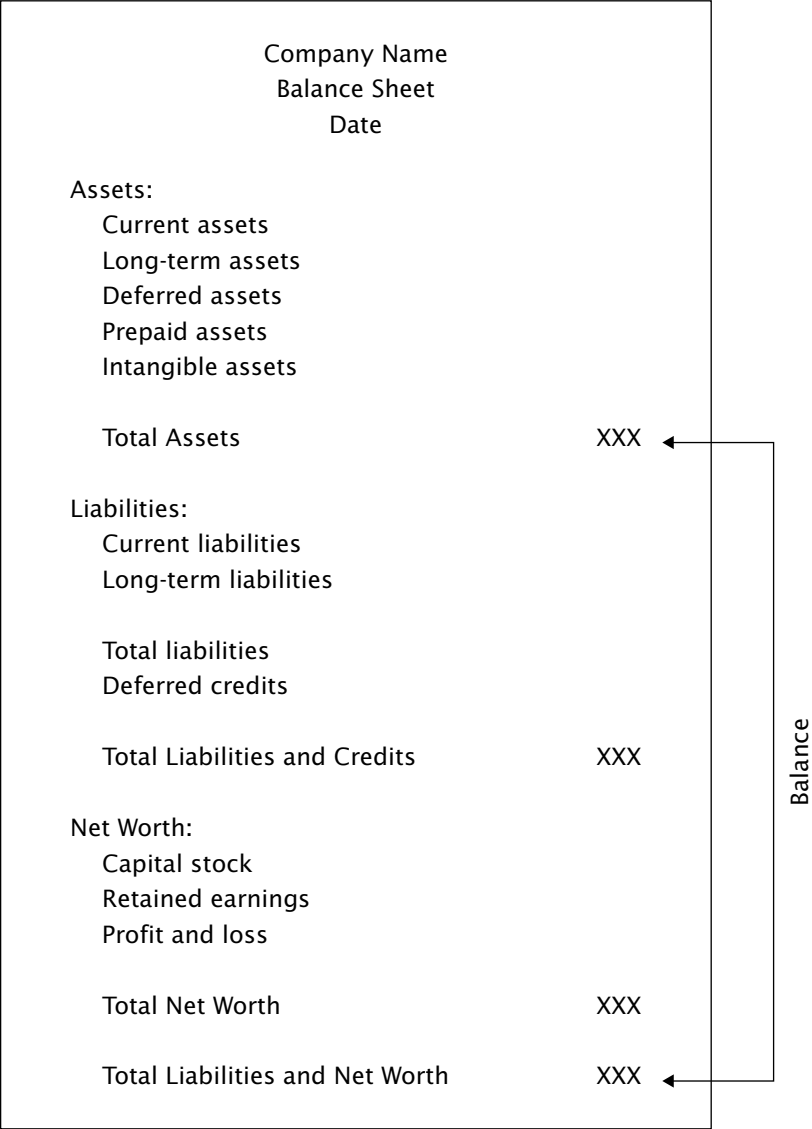 Company Name
Balance Sheet
Date
Assets:
Current assets
Long-term assets
Deferred assets
Prepaid assets
Intangible assets
Total Assets XXX
Liabilities:
Current liabilities
Long-term liabilities
Total liabilities
Deferred credits
Total Liabilities and Credits XXX
Net Worth:
Capital stock
Retained earnings
Profit and loss
Total Net Worth XXX
Total Liabilities and Net Worth XXX
Balance